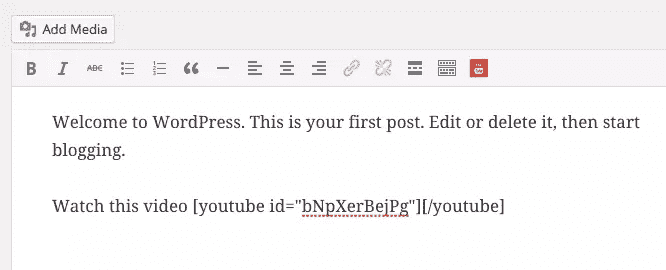 Add Media
B I ABC
Welcome to WordPress. This is your first post. Edit or delete it, then start
blogging.
Watch this video [youtube id="bNpXerBejPg"][/youtube]